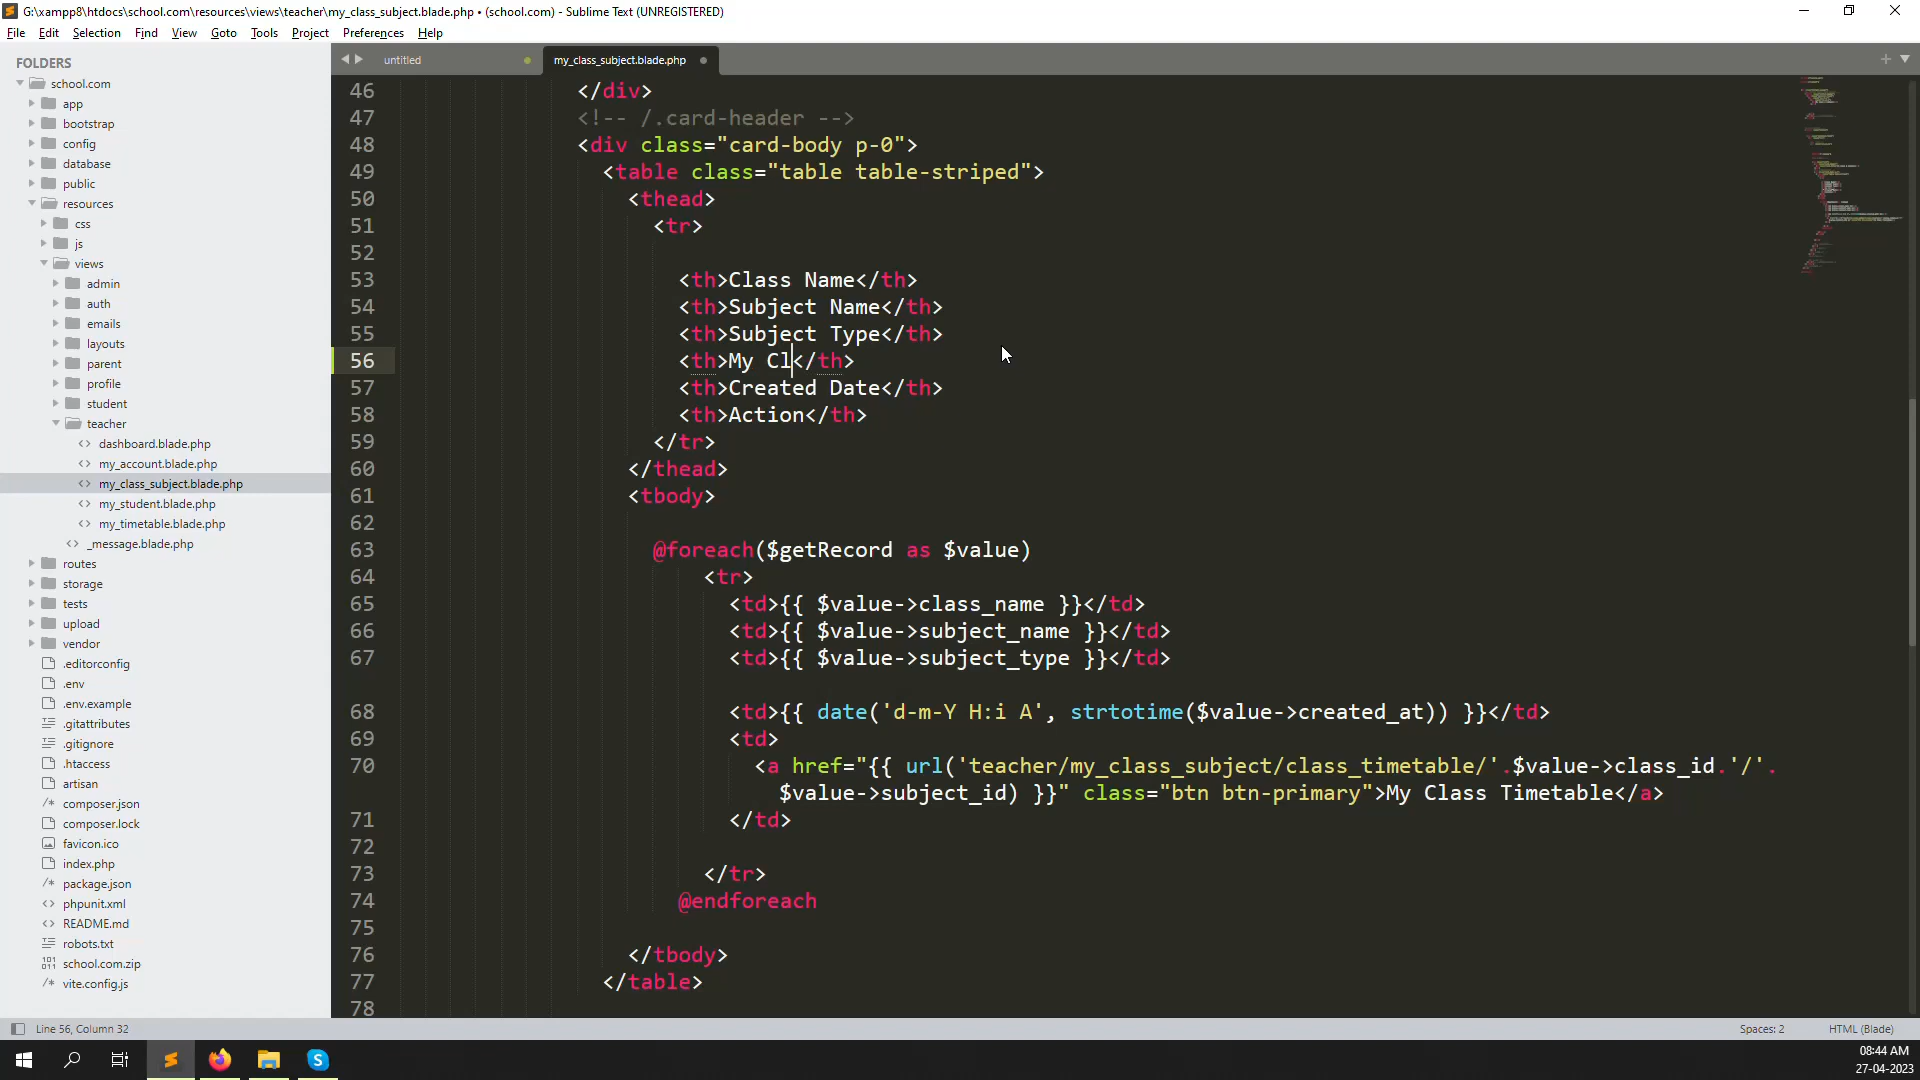 G:\xampp8\htdocs\school.com\resources\views\teacher\my_class_subject.blade.php • (school.com) - Sublime Text (UNREGISTERED)
File Edit Selection Find View Goto Tools Project Preferences Help
FOLDERS
school.com
app
bootstrap
config
database
public
resources
css
js
views
admin
auth
emails
layouts
parent
profile
student
teacher
dashboard.blade.php
my_account.blade.php
my_class_subject.blade.php
my_student.blade.php
my_timetable.blade.php
_message.blade.php
routes
storage
tests
upload
vendor
.editorconfig
.env
.env.example
.gitattributes
.gitignore
.htaccess
artisan
composer.json
composer.lock
favicon.ico
index.php
package.json
phpunit.xml
README.md
robots.txt
school.com.zip
vite.config.js
untitled my_class_subject.blade.php
46 </div>
47 <!-- /.card-header -->
48 <div class="card-body p-0">
49 <table class="table table-striped">
50 <thead>
51 <tr>
52
53 <th>Class Name</th>
54 <th>Subject Name</th>
55 <th>Subject Type</th>
56 <th>My Cl</th>
57 <th>Created Date</th>
58 <th>Action</th>
59 </tr>
60 </thead>
61 <tbody>
62
63 @foreach($getRecord as $value)
64 <tr>
65 <td>{{ $value->class_name }}</td>
66 <td>{{ $value->subject_name }}</td>
67 <td>{{ $value->subject_type }}</td>
68 <td>{{ date('d-m-Y H:i A', strtotime($value->created_at)) }}</td>
69 <td>
70 <a href="{{ url('teacher/my_class_subject/class_timetable/'.$value->class_id.'/'.
$value->subject_id) }}" class="btn btn-primary">My Class Timetable</a>
71 </td>
72
73 </tr>
74 @endforeach
75
76 </tbody>
77 </table>
78
Line 56, Column 32
Spaces: 2 HTML (Blade)
08:44 AM
27-04-2023